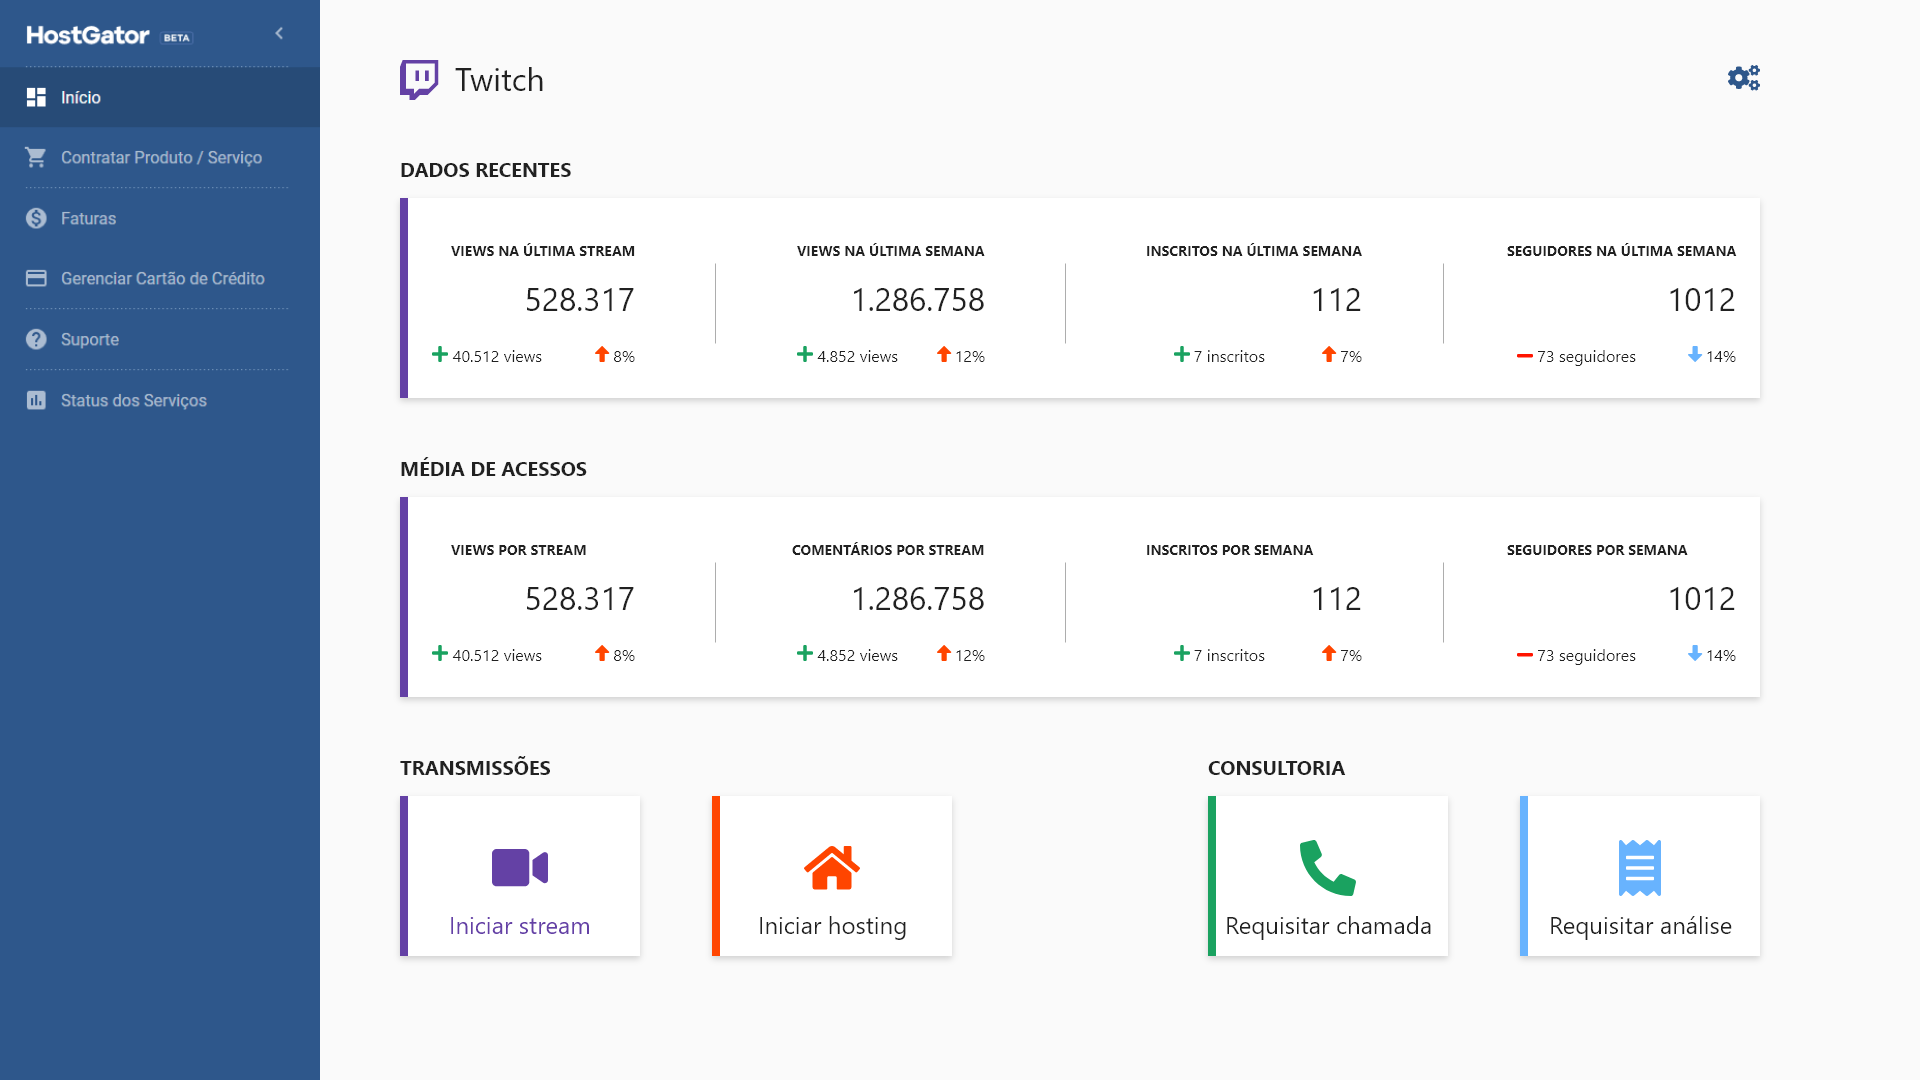 HostGator BETA
Início
Contratar Produto / Serviço
Faturas
Gerenciar Cartão de Crédito
Suporte
Status dos Serviços
Twitch
DADOS RECENTES
VIEWS NA ÚLTIMA STREAM
528.317
40.512 views 8%
VIEWS NA ÚLTIMA SEMANA
1.286.758
4.852 views 12%
INSCRITOS NA ÚLTIMA SEMANA
112
7 inscritos 7%
SEGUIDORES NA ÚLTIMA SEMANA
1012
73 seguidores 14%
MÉDIA DE ACESSOS
VIEWS POR STREAM
528.317
40.512 views 8%
COMENTÁRIOS POR STREAM
1.286.758
4.852 views 12%
INSCRITOS POR SEMANA
112
7 inscritos 7%
SEGUIDORES POR SEMANA
1012
73 seguidores 14%
TRANSMISSÕES
Iniciar stream
Iniciar hosting
CONSULTORIA
Requisitar chamada
Requisitar análise